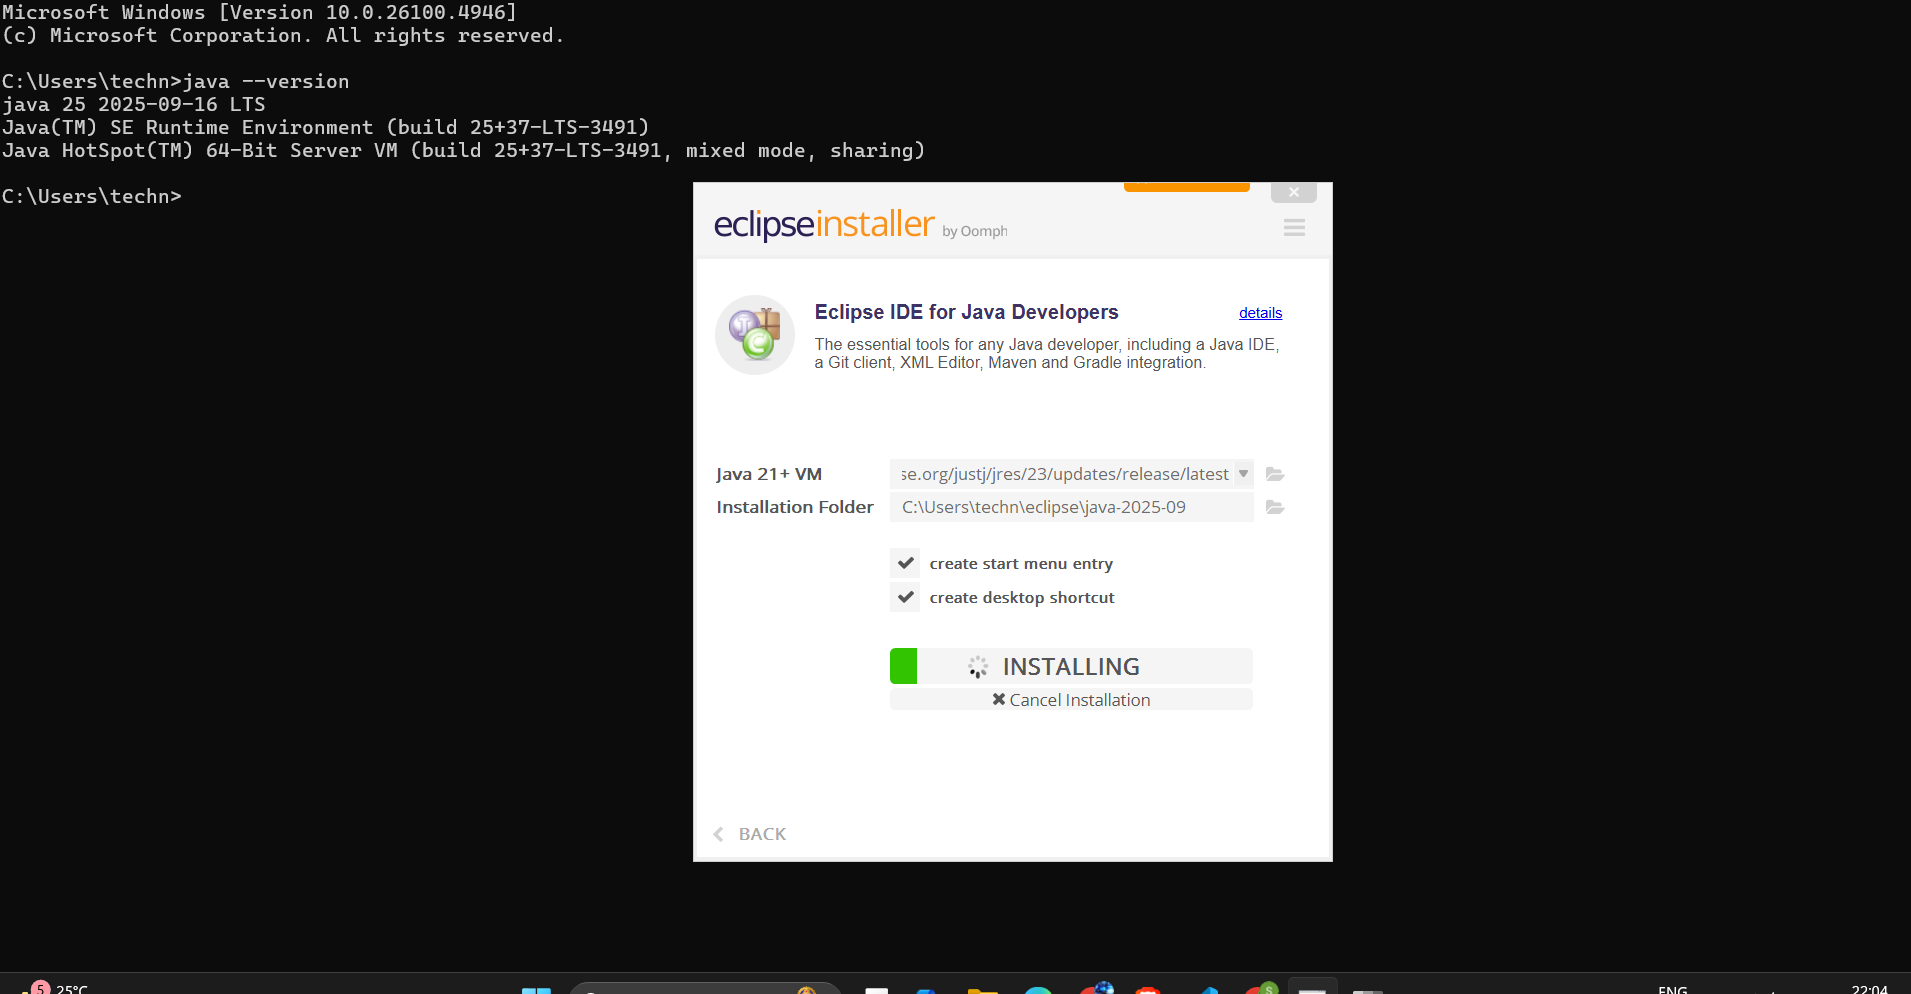 Microsoft Windows [Version 10.0.26100.4946]
(c) Microsoft Corporation. All rights reserved.
C:\Users\techn>java --version
java 25 2025-09-16 LTS
Java(TM) SE Runtime Environment (build 25+37-LTS-3491)
Java HotSpot(TM) 64-Bit Server VM (build 25+37-LTS-3491, mixed mode, sharing)
C:\Users\techn>
eclipseinstaller by Oomph
Eclipse IDE for Java Developers details
The essential tools for any Java developer, including a Java IDE,
a Git client, XML Editor, Maven and Gradle integration.
Java 21+ VM se.org/justj/jres/23/updates/release/latest
Installation Folder C:\Users\techn\eclipse\java-2025-09
create start menu entry
create desktop shortcut
INSTALLING
Cancel Installation
BACK
5 25°C S ENG 22:04